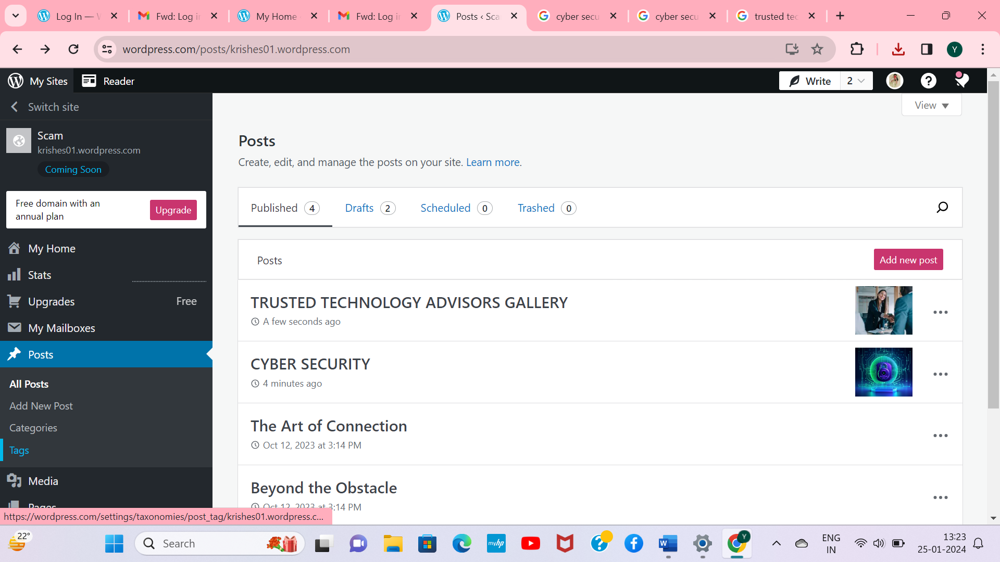 Log In — W
Fwd: Log in
My Home
Fwd: Log in
Posts ‹ Sca
cyber secu
cyber secu
trusted tec
wordpress.com/posts/krishes01.wordpress.com
Y
My Sites
Reader
Write
2
Switch site
View
Scam
krishes01.wordpress.com
Coming Soon
Posts
Create, edit, and manage the posts on your site. Learn more.
Free domain with an
annual plan
Upgrade
Published 4
Drafts 2
Scheduled 0
Trashed 0
My Home
Stats
Upgrades
Free
My Mailboxes
Posts
All Posts
Add New Post
Categories
Tags
Media
Pages
Posts
Add new post
TRUSTED TECHNOLOGY ADVISORS GALLERY
A few seconds ago
CYBER SECURITY
4 minutes ago
The Art of Connection
Oct 12, 2023 at 3:14 PM
Beyond the Obstacle
Oct 12, 2023 at 3:14 PM
https://wordpress.com/settings/taxonomies/post_tag/krishes01.wordpress.c...
22°
Search
myhp
W
Y
ENG
IN
13:23
25-01-2024